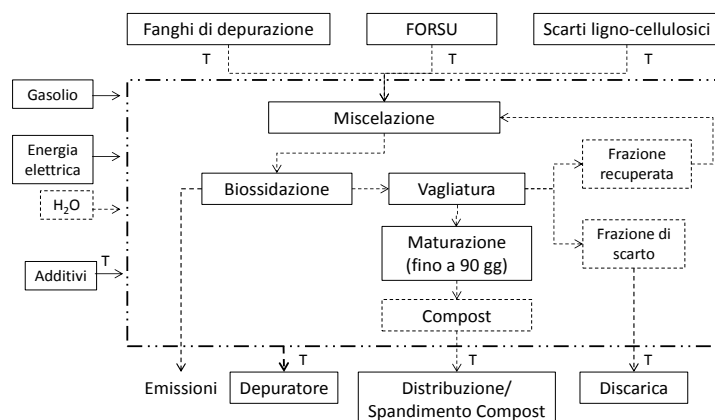 Fanghi di depurazione
FORSU
Scarti ligno-cellulosici
T
T
T
Gasolio
Miscelazione
Energia
elettrica
Frazione
recuperata
Biossidazione
Vagliatura
H₂O
Maturazione
(fino a 90 gg)
Frazione di
scarto
T
Additivi
Compost
T
T
T
Emissioni
Depuratore
Distribuzione/
Spandimento Compost
Discarica